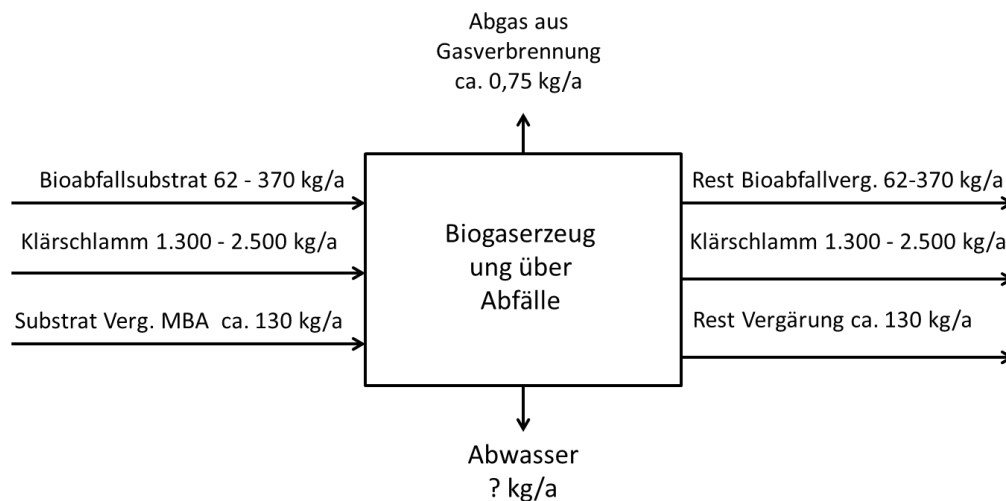 Abgas aus
Gasverbrennung
ca. 0,75 kg/a
Bioabfallsubstrat 62 - 370 kg/a
Klärschlamm 1.300 - 2.500 kg/a
Substrat Verg. MBA ca. 130 kg/a
Biogaserzeug
ung über
Abfälle
Rest Bioabfallverg. 62-370 kg/a
Klärschlamm 1.300 - 2.500 kg/a
Rest Vergärung ca. 130 kg/a
Abwasser
? kg/a